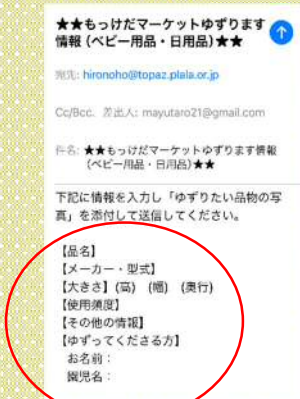 ★★もっけだマーケットゆずります
情報(ベビー用品・日用品)★★
宛先: hironoho@topaz.plala.or.jp
Cc/Bcc、差出人: mayutaro21@gmail.com
件名: ★★もっけだマーケットゆずります情報
(ベビー用品・日用品)★★
下記に情報を入力し「ゆずりたい品物の写
真」を添付して送信してください。
【品名】
【メーカー・型式】
【大きさ】(高) (幅) (奥行)
【使用頻度】
【その他の情報】
【ゆずってくださる方】
お名前：
園児名：